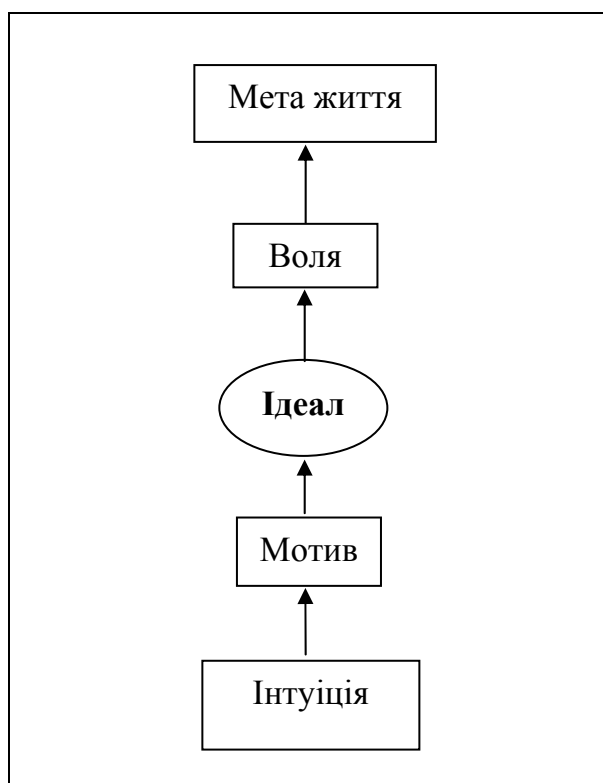 Мета життя
Воля
Ідеал
Мотив
Інтуіція